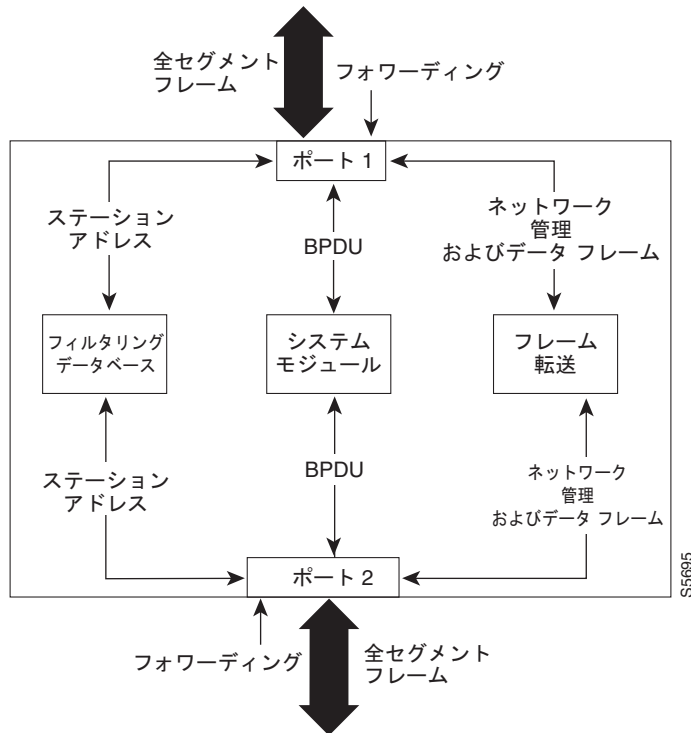 全セグメント
フレーム
フォワーディング
ポート 1
ステーション
アドレス
BPDU
ネットワーク
管理
およびデータ フレーム
フィルタリング
データベース
システム
モジュール
フレーム
転送
ステーション
アドレス
BPDU
ネットワーク
管理
およびデータ フレーム
ポート 2
S5695
フォワーディング
全セグメント
フレーム